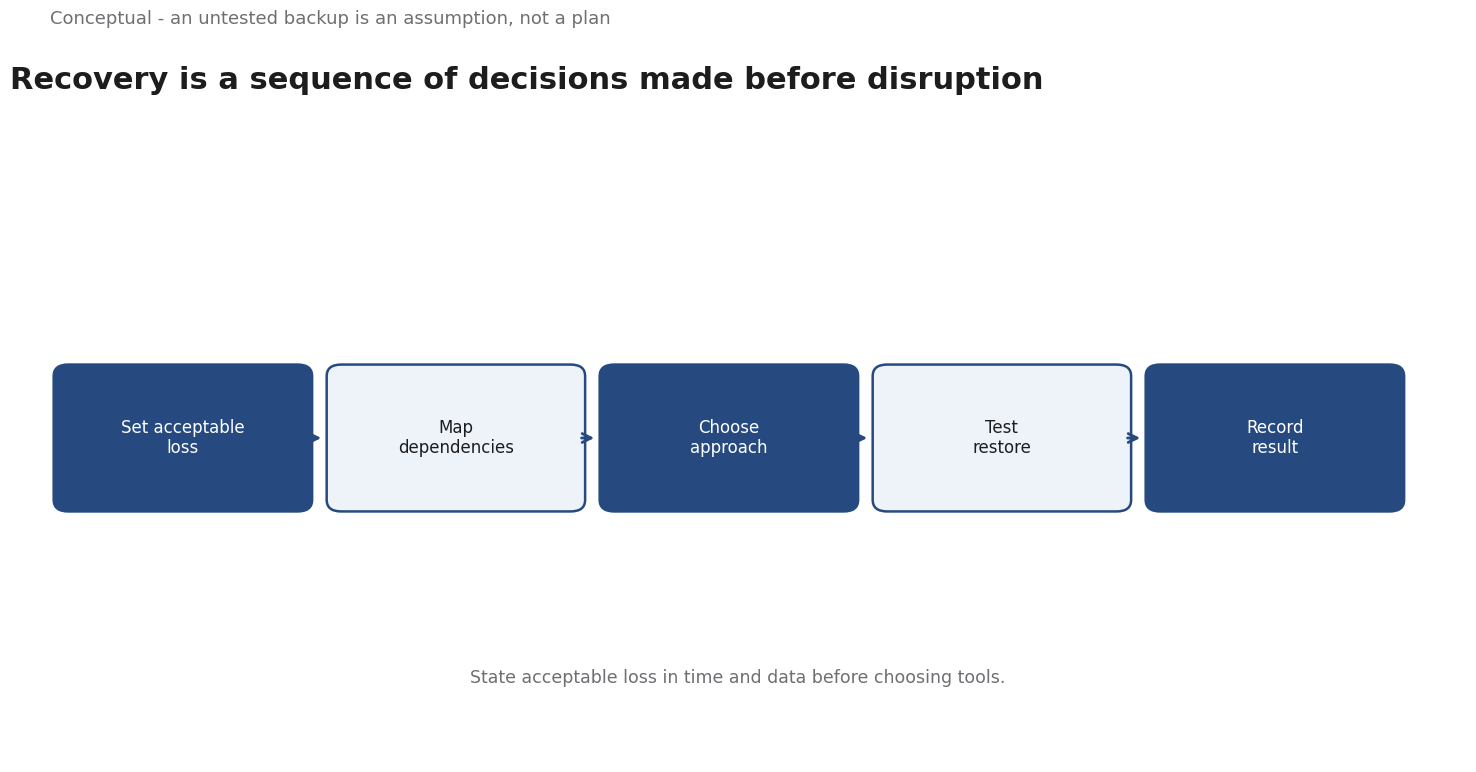 Conceptual - an untested backup is an assumption, not a plan
Recovery is a sequence of decisions made before disruption
Set acceptable
loss
Map
dependencies
Choose
approach
Test
restore
Record
result
State acceptable loss in time and data before choosing tools.